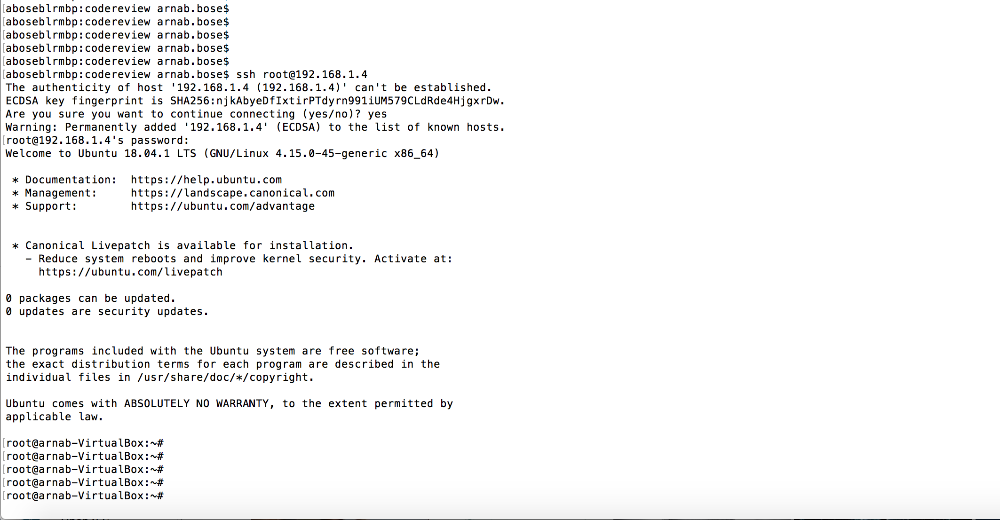 [aboseblrmbp:codereview arnab.bose$
[aboseblrmbp:codereview arnab.bose$
[aboseblrmbp:codereview arnab.bose$
[aboseblrmbp:codereview arnab.bose$
[aboseblrmbp:codereview arnab.bose$
[aboseblrmbp:codereview arnab.bose$ ssh root@192.168.1.4
The authenticity of host '192.168.1.4 (192.168.1.4)' can't be established.
ECDSA key fingerprint is SHA256:njkAbyeDfIxtirPTdyrn991iUM579CLdRde4HjgxrDw.
Are you sure you want to continue connecting (yes/no)? yes
Warning: Permanently added '192.168.1.4' (ECDSA) to the list of known hosts.
[root@192.168.1.4's password:
Welcome to Ubuntu 18.04.1 LTS (GNU/Linux 4.15.0-45-generic x86_64)
 * Documentation:  https://help.ubuntu.com
 * Management:     https://landscape.canonical.com
 * Support:        https://ubuntu.com/advantage
 * Canonical Livepatch is available for installation.
   - Reduce system reboots and improve kernel security. Activate at:
     https://ubuntu.com/livepatch
0 packages can be updated.
0 updates are security updates.
The programs included with the Ubuntu system are free software;
the exact distribution terms for each program are described in the
individual files in /usr/share/doc/*/copyright.
Ubuntu comes with ABSOLUTELY NO WARRANTY, to the extent permitted by
applicable law.
[root@arnab-VirtualBox:~#
[root@arnab-VirtualBox:~#
[root@arnab-VirtualBox:~#
[root@arnab-VirtualBox:~#
[root@arnab-VirtualBox:~#